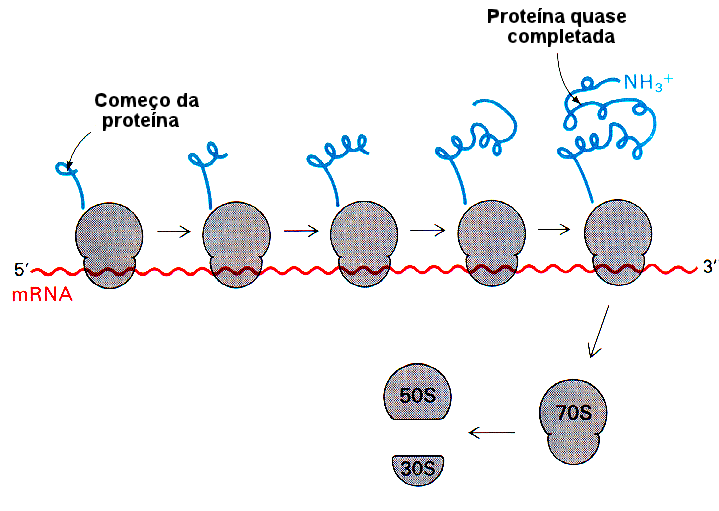 Proteína quase
completada
NH₃⁺
Começo da
proteína
5′
3′
mRNA
50S
70S
30S